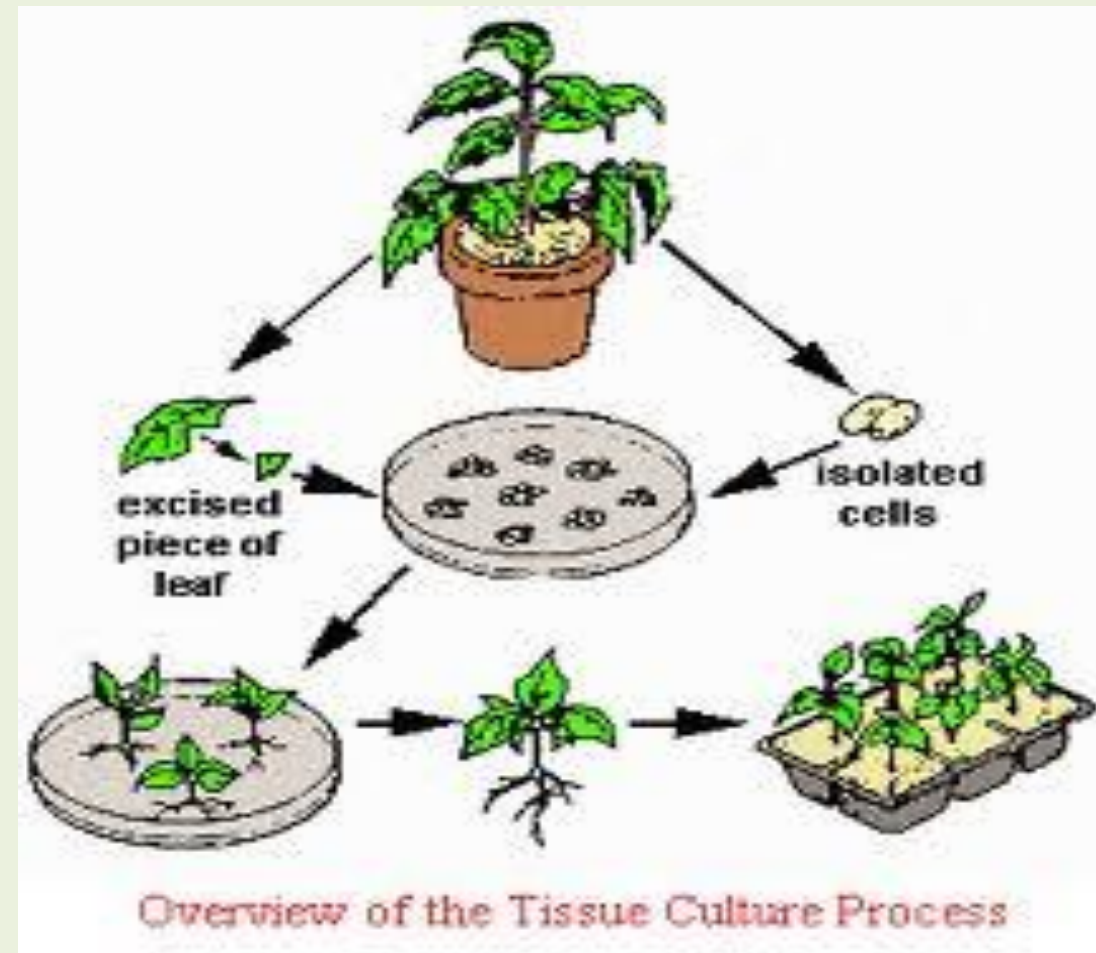 excised
piece of
leaf
isolated
cells
Overview of the Tissue Culture Process